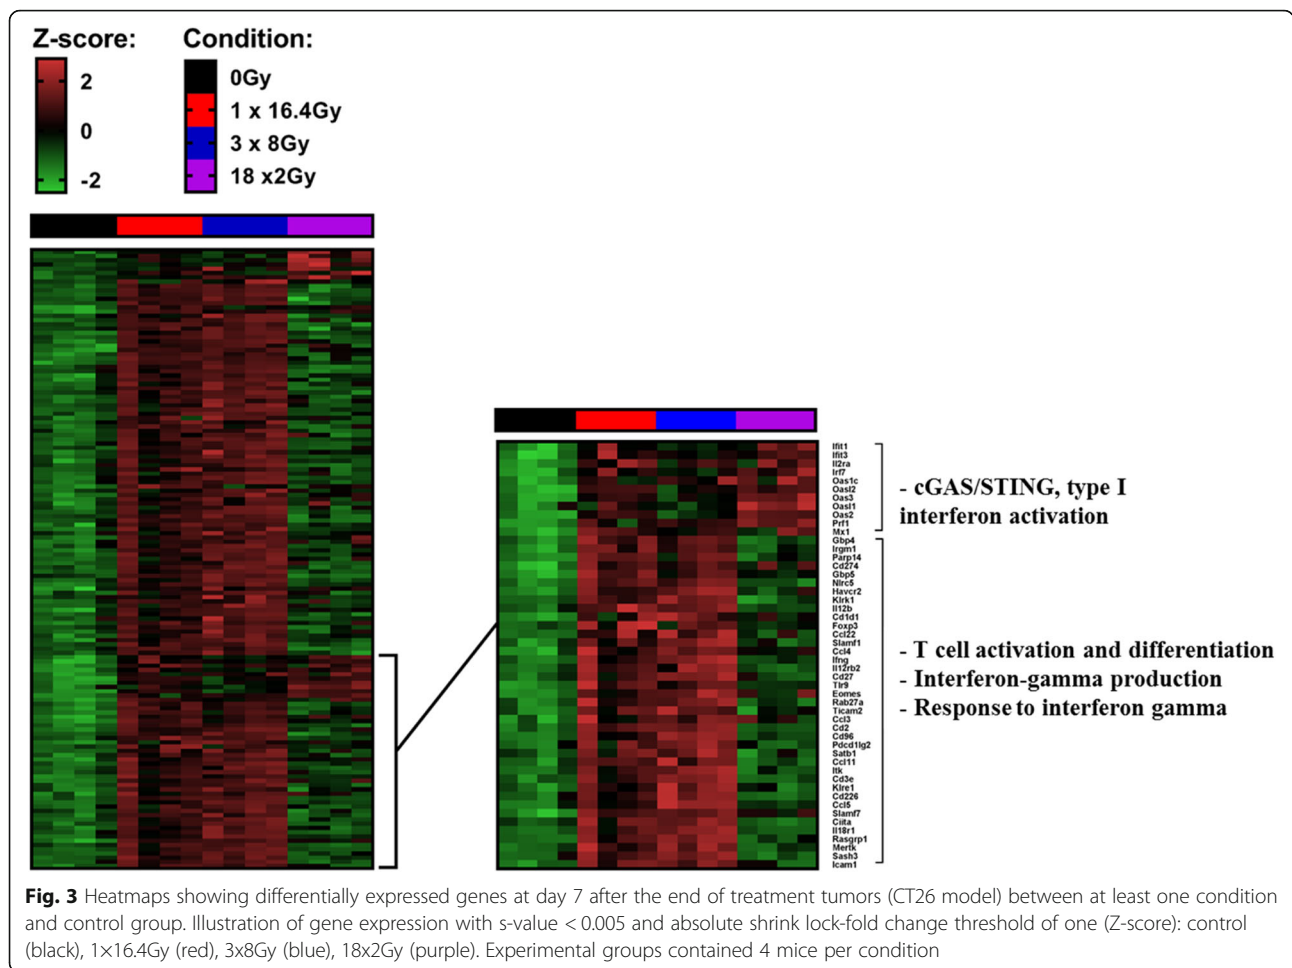 Z-score:
2
0
-2
Condition:
0Gy
1 x 16.4Gy
3 x 8Gy
18 x2Gy
Ifit1
Ifit3
Il2ra
Irf7
Oas1c
Oasl2
Oas3
Oasl1
Oas2
Prf1
Mx1
Gbp4
Irgm1
Parp14
Cd274
Gbp5
Nlrc5
Havcr2
Klrk1
Il12b
Cd1d1
Foxp3
Ccl22
Slamf1
Ccl4
Ifng
Il12rb2
Cd27
Tlr9
Eomes
Rab27a
Ticam2
Ccl3
Cd2
Cd96
Pdcd1lg2
Satb1
Ccl11
Itk
Cd3e
Klre1
Cd226
Ccl5
Slamf7
Ciita
Il18r1
Rasgrp1
Mertk
Sash3
Icam1
- cGAS/STING, type I
interferon activation
- T cell activation and differentiation
- Interferon-gamma production
- Response to interferon gamma
Fig. 3 Heatmaps showing differentially expressed genes at day 7 after the end of treatment tumors (CT26 model) between at least one condition
and control group. Illustration of gene expression with s-value < 0.005 and absolute shrink lock-fold change threshold of one (Z-score): control
(black), 1×16.4Gy (red), 3x8Gy (blue), 18x2Gy (purple). Experimental groups contained 4 mice per condition